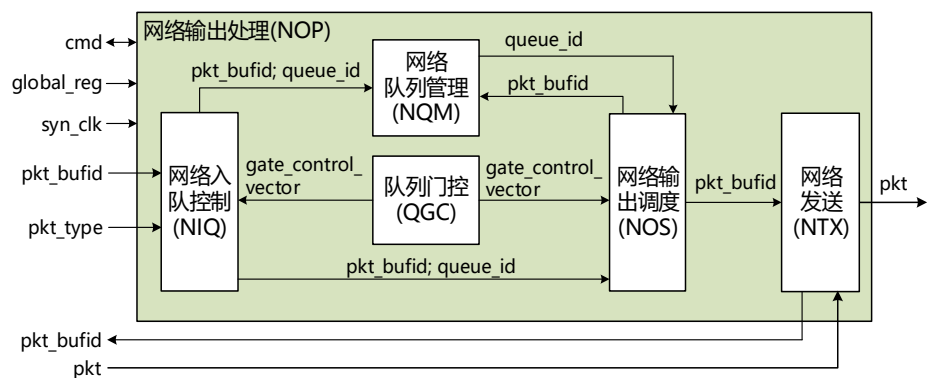 网络输出处理(NOP)
cmd
global_reg
syn_clk
pkt_bufid
pkt_type
pkt_bufid; queue_id
网络
队列管理
(NQM)
queue_id
pkt_bufid
网络入
队控制
(NIQ)
gate_control_
vector
队列门控
(QGC)
gate_control_
vector
网络输
出调度
(NOS)
pkt_bufid
网络
发送
(NTX)
pkt
pkt_bufid; queue_id
pkt_bufid
pkt